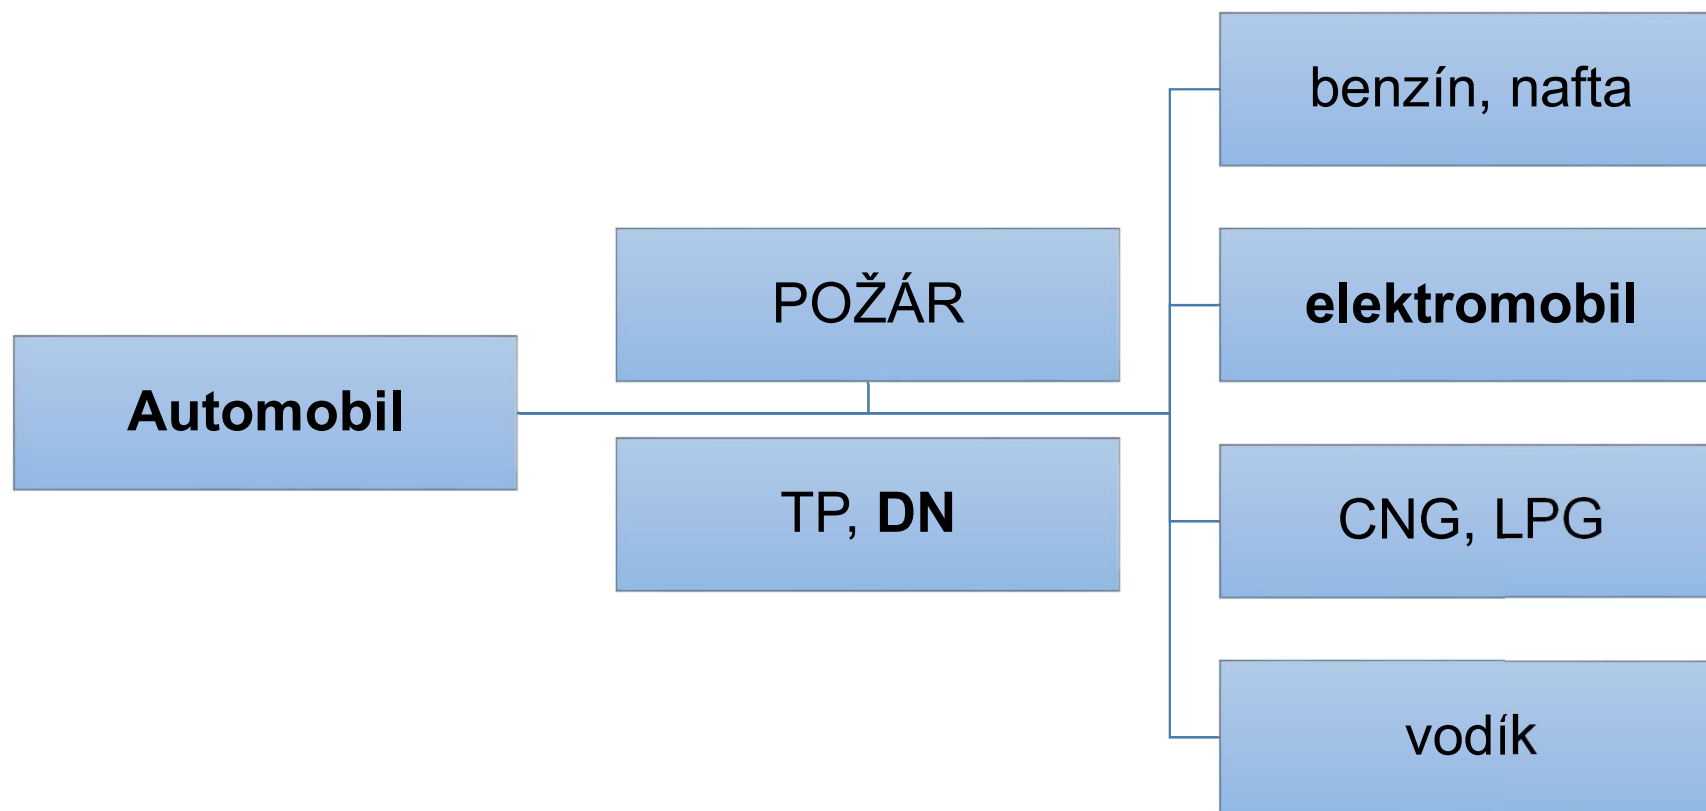 Automobil
POŽÁR
TP, DN
benzín, nafta
elektromobil
CNG, LPG
vodík